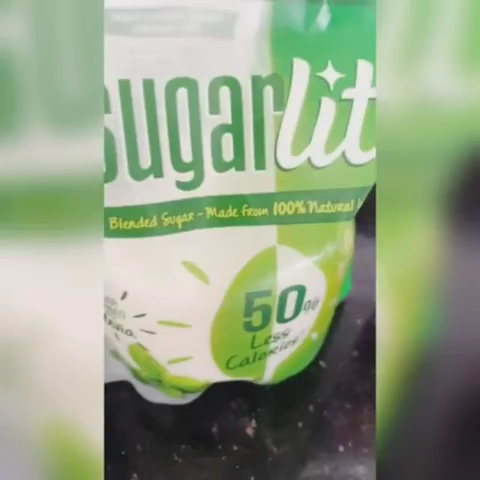 sugarlit
Blended Sugar - Made from 100% Natural
50%
Less
Calories